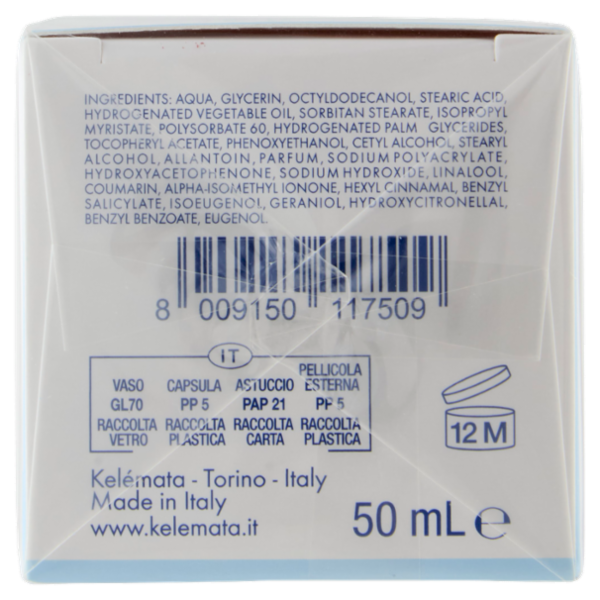 INGREDIENTS: AQUA, GLYCERIN, OCTYLDODECANOL, STEARIC ACID,
HYDROGENATED VEGETABLE OIL, SORBITAN STEARATE, ISOPROPYL
MYRISTATE, POLYSORBATE 60, HYDROGENATED PALM GLYCERIDES,
TOCOPHERYL ACETATE, PHENOXYETHANOL, CETYL ALCOHOL, STEARYL
ALCOHOL, ALLANTOIN, PARFUM, SODIUM POLYACRYLATE,
HYDROXYACETOPHENONE, SODIUM HYDROXIDE, LINALOOL,
COUMARIN, ALPHA-ISOMETHYL IONONE, HEXYL CINNAMAL, BENZYL
SALICYLATE, ISOEUGENOL, GERANIOL, HYDROXYCITRONELLAL,
BENZYL BENZOATE, EUGENOL.
8 009150 117509
IT
VASO CAPSULA ASTUCCIO PELLICOLA ESTERNA
GL70 PP 5 PAP 21 PP 5
RACCOLTA RACCOLTA RACCOLTA RACCOLTA
VETRO PLASTICA CARTA PLASTICA
12 M
Kelémata - Torino - Italy
Made in Italy
www.kelemata.it
50 mL e